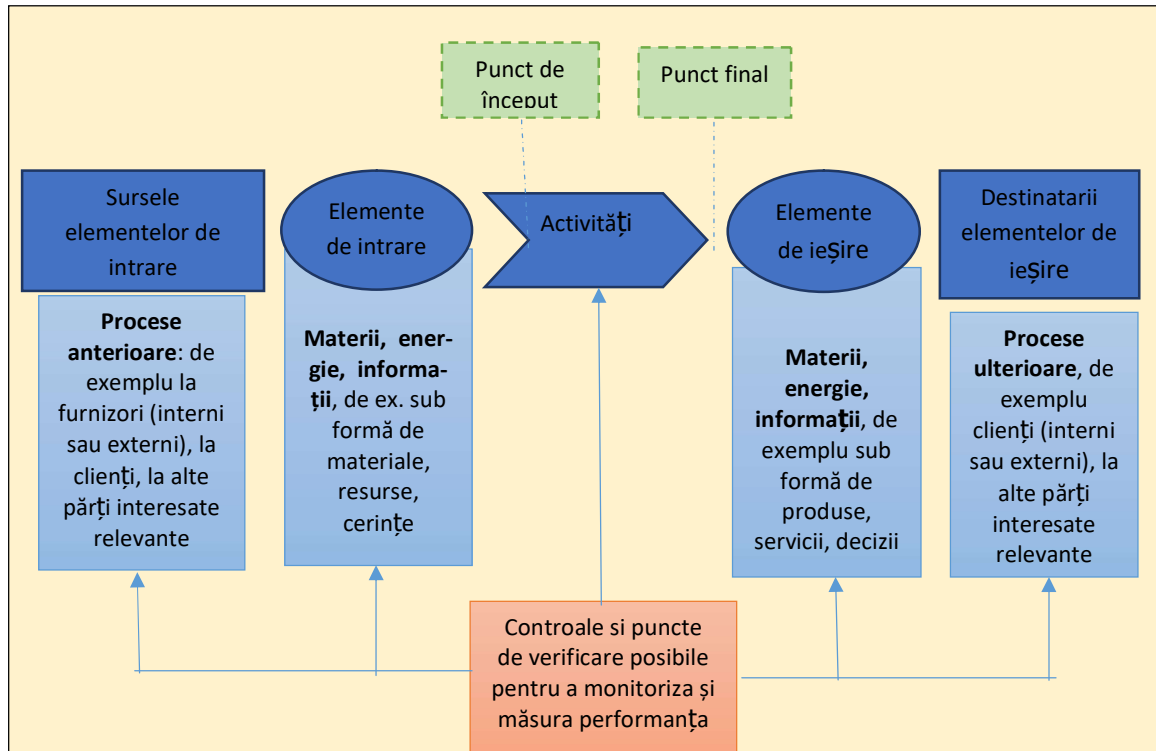 Punct de
început
Punct final
Sursele
elementelor de
intrare
Elemente
de intrare
Activități
Elemente
de ieșire
Destinatarii
elementelor de
ieșire
Procese
anterioare: de
exemplu la
furnizori (interni
sau externi), la
clienți, la alte
părți interesate
relevante
Materii, ener-
gie, informa-
ții, de ex. sub
formă de
materiale,
resurse,
cerințe
Materii,
energie,
informații, de
exemplu sub
formă de
produse,
servicii, decizii
Procese
ulterioare, de
exemplu
clienți (interni
sau externi), la
alte părți
interesate
relevante
Controale si puncte
de verificare posibile
pentru a monitoriza și
măsura performanța